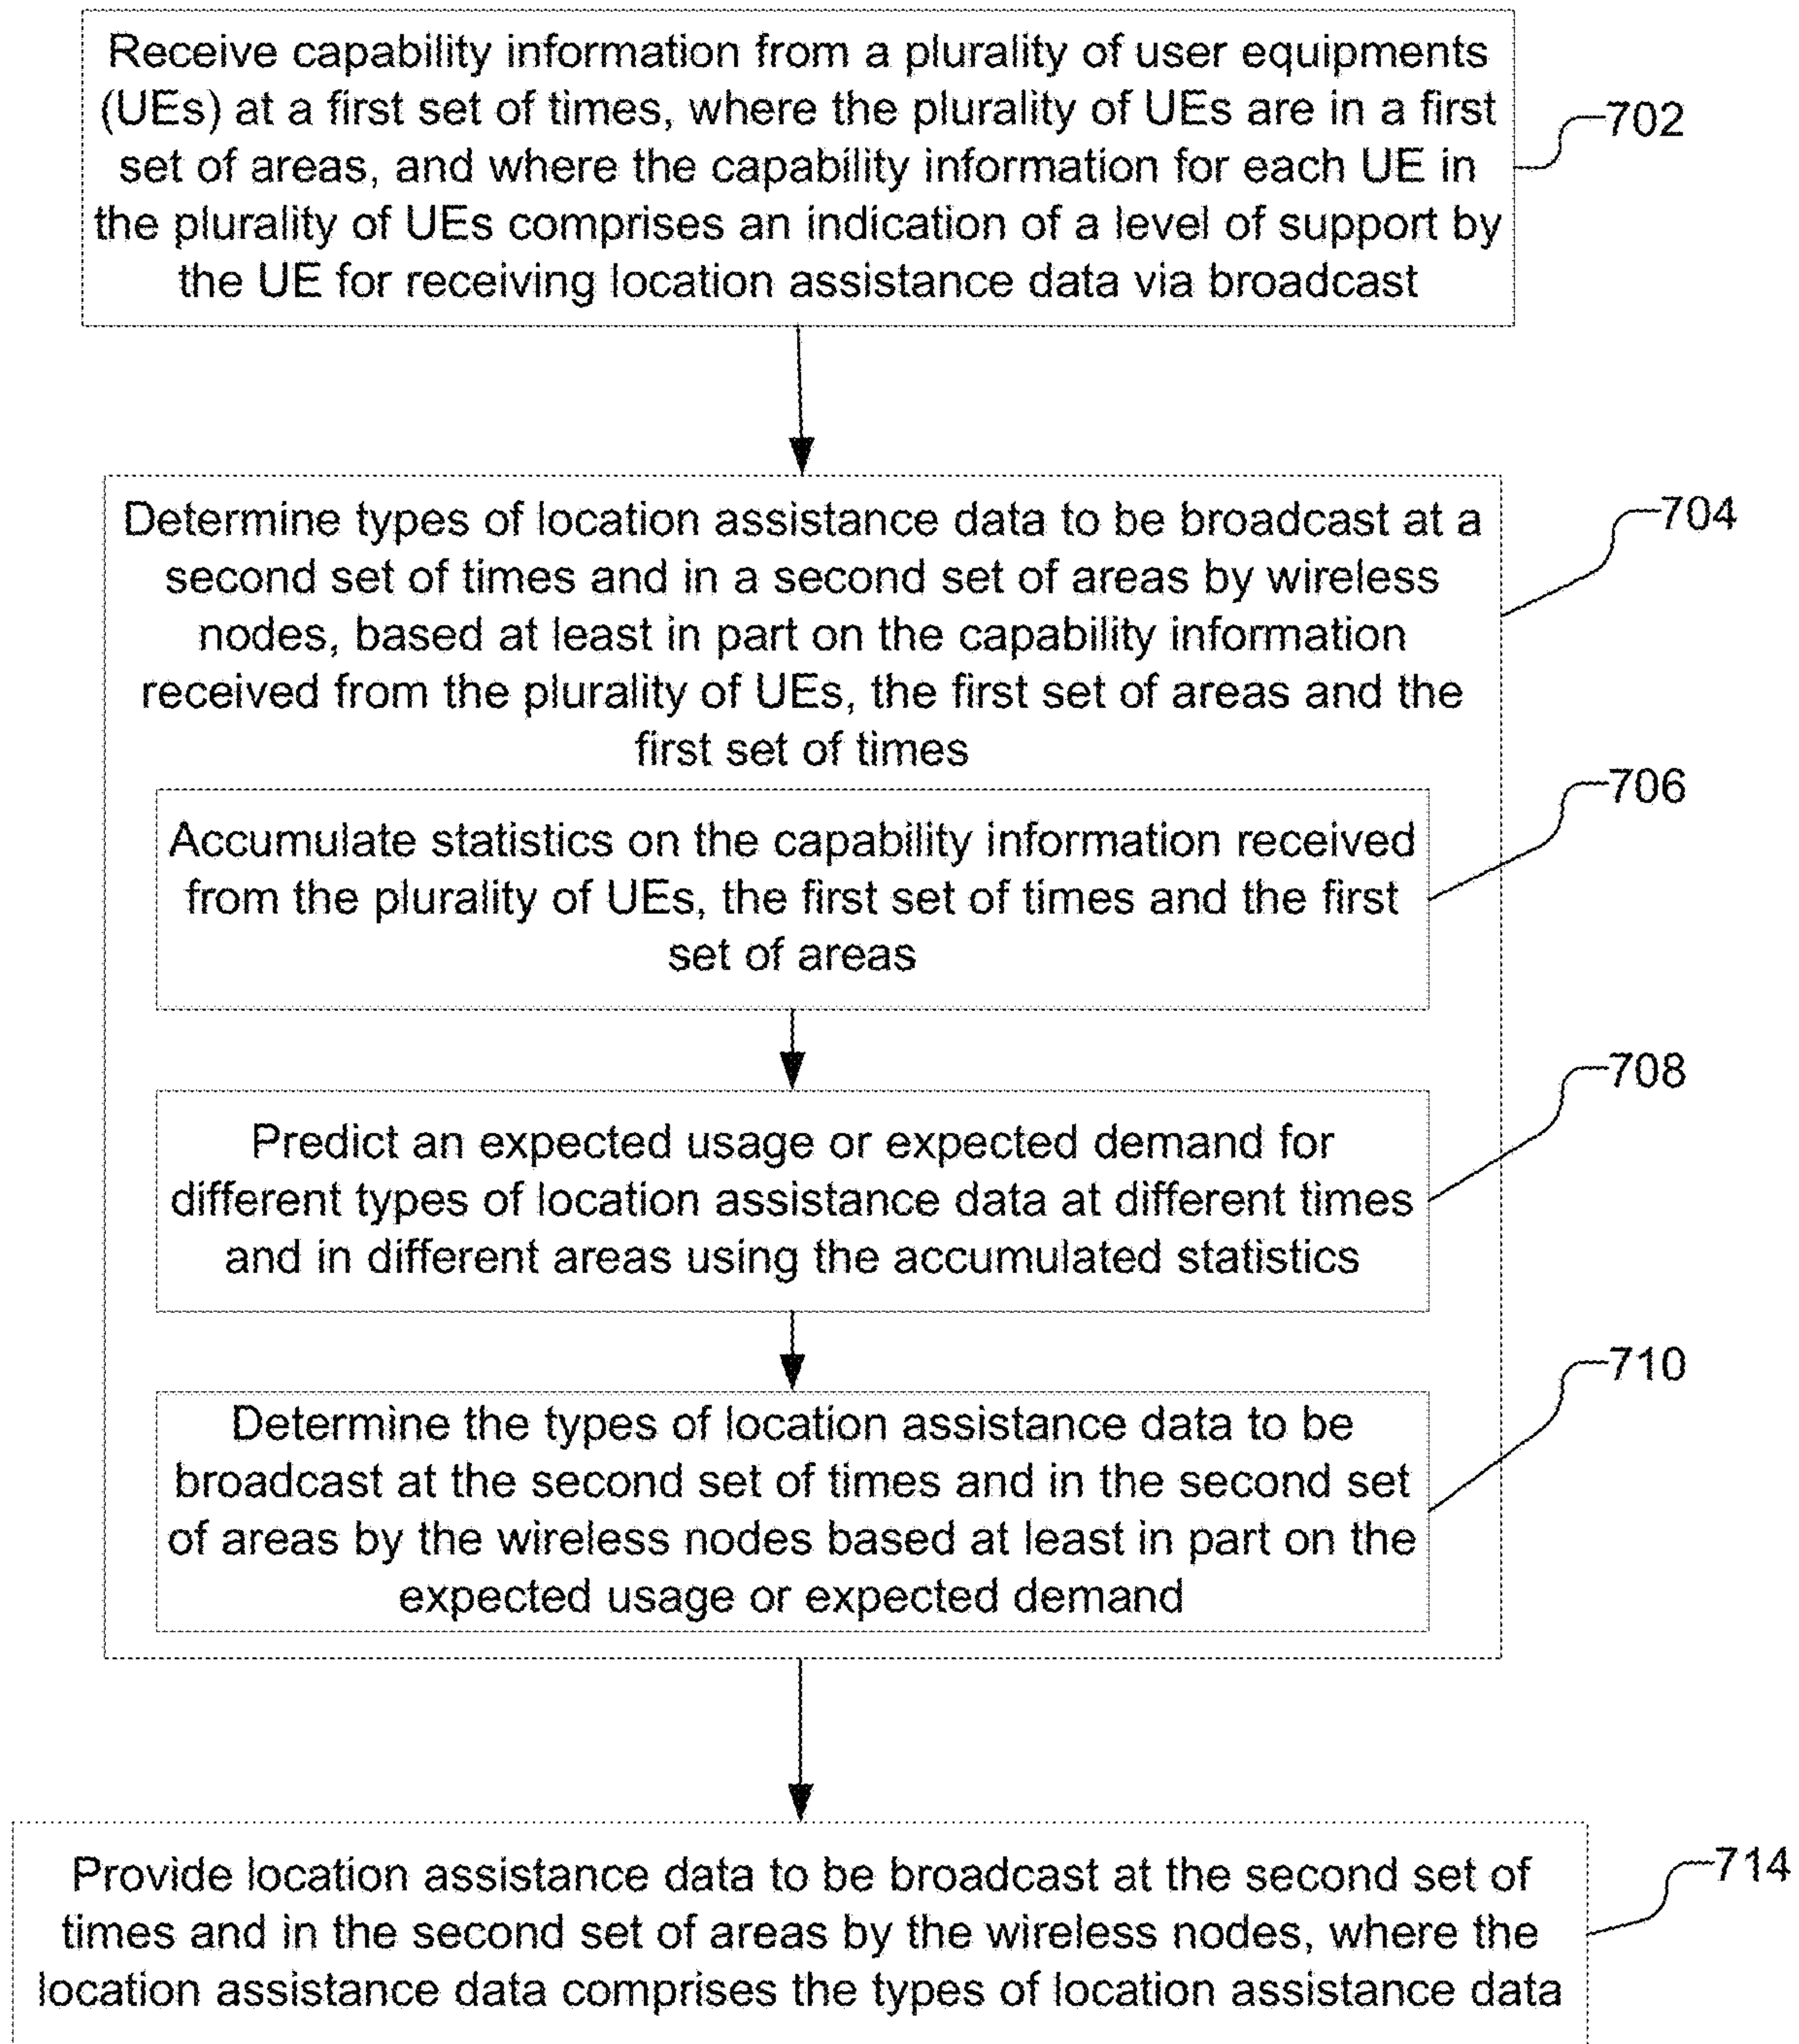 Receive capability information from a plurality of user equipments
(UEs) at a first set of times, where the plurality of UEs are in a first
set of areas, and where the capability information for each UE in
the plurality of UEs comprises an indication of a level of support by
the UE for receiving location assistance data via broadcast
702
Determine types of location assistance data to be broadcast at a
second set of times and in a second set of areas by wireless
nodes, based at least in part on the capability information
received from the plurality of UEs, the first set of areas and the
first set of times
704
Accumulate statistics on the capability information received
from the plurality of UEs, the first set of times and the first
set of areas
706
Predict an expected usage or expected demand for
different types of location assistance data at different times
and in different areas using the accumulated statistics
708
Determine the types of location assistance data to be
broadcast at the second set of times and in the second set
of areas by the wireless nodes based at least in part on the
expected usage or expected demand
710
Provide location assistance data to be broadcast at the second set of
times and in the second set of areas by the wireless nodes, where the
location assistance data comprises the types of location assistance data
714